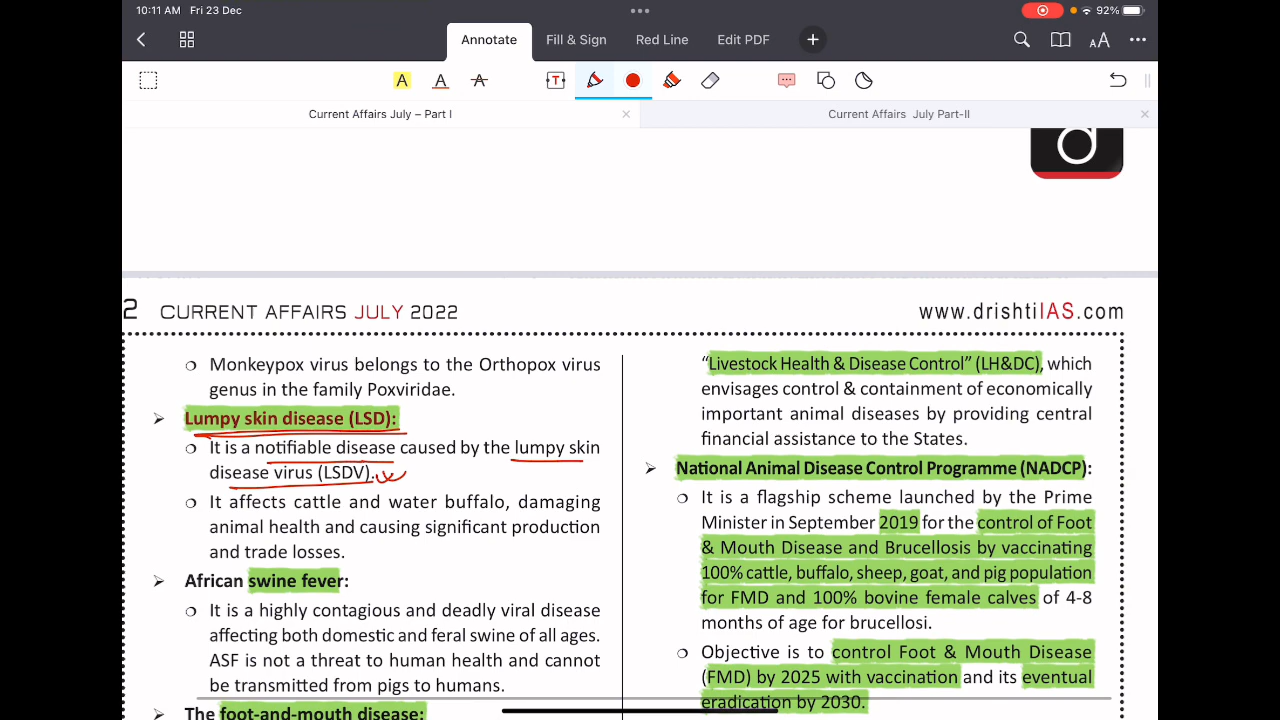 10:11 AM Fri 23 Dec
92%
Annotate Fill & Sign Red Line Edit PDF
A A A T AA
Current Affairs July – Part I
Current Affairs July Part-II
d
2 CURRENT AFFAIRS JULY 2022
www.drishtiIAS.com
Monkeypox virus belongs to the Orthopox virus
genus in the family Poxviridae.
Lumpy skin disease (LSD):
It is a notifiable disease caused by the lumpy skin
disease virus (LSDV).
It affects cattle and water buffalo, damaging
animal health and causing significant production
and trade losses.
African swine fever:
It is a highly contagious and deadly viral disease
affecting both domestic and feral swine of all ages.
ASF is not a threat to human health and cannot
be transmitted from pigs to humans.
The foot-and-mouth disease:
“Livestock Health & Disease Control” (LH&DC), which
envisages control & containment of economically
important animal diseases by providing central
financial assistance to the States.
National Animal Disease Control Programme (NADCP):
It is a flagship scheme launched by the Prime
Minister in September 2019 for the control of Foot
& Mouth Disease and Brucellosis by vaccinating
100% cattle, buffalo, sheep, goat, and pig population
for FMD and 100% bovine female calves of 4-8
months of age for brucellosi.
Objective is to control Foot & Mouth Disease
(FMD) by 2025 with vaccination and its eventual
eradication by 2030.